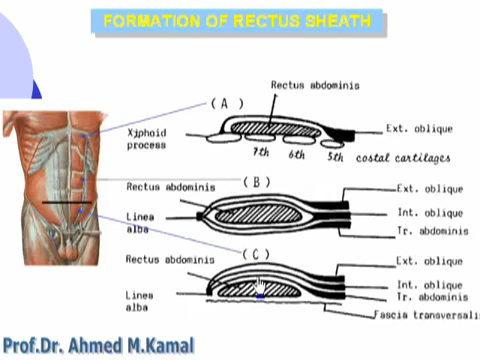 FORMATION OF RECTUS SHEATH
Rectus abdominis
( A )
Xiphoid
process
Ext. oblique
7th 6th 5th costal cartilages
( B )
Rectus abdominis
Ext. oblique
Linea
alba
Int. oblique
Tr. abdominis
( C )
Rectus abdominis
Ext. oblique
Int. oblique
Linea
alba
Tr. abdominis
Fascia transversalis
Prof.Dr. Ahmed M.Kamal